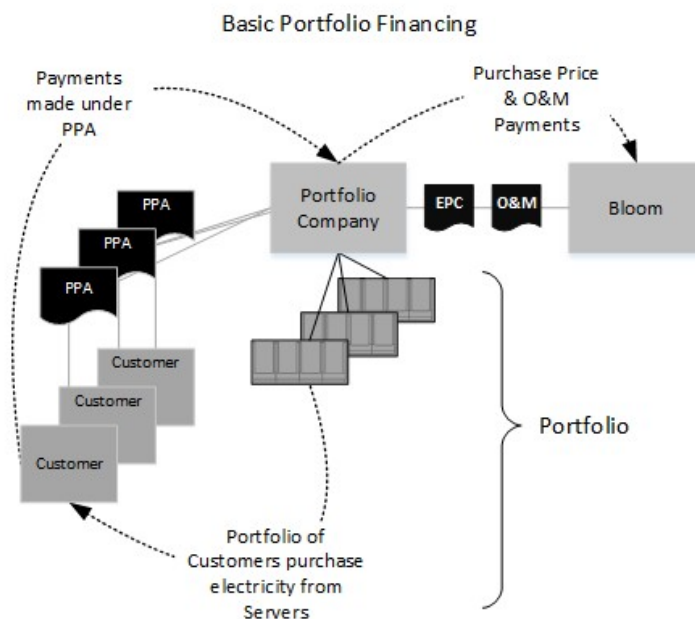 Basic Portfolio Financing
Payments
made under
PPA
Purchase Price
& O&M
Payments
Portfolio
Company
EPC
O&M
Bloom
PPA
PPA
PPA
Customer
Customer
Customer
Portfolio
Portfolio of
Customers purchase
electricity from
Servers